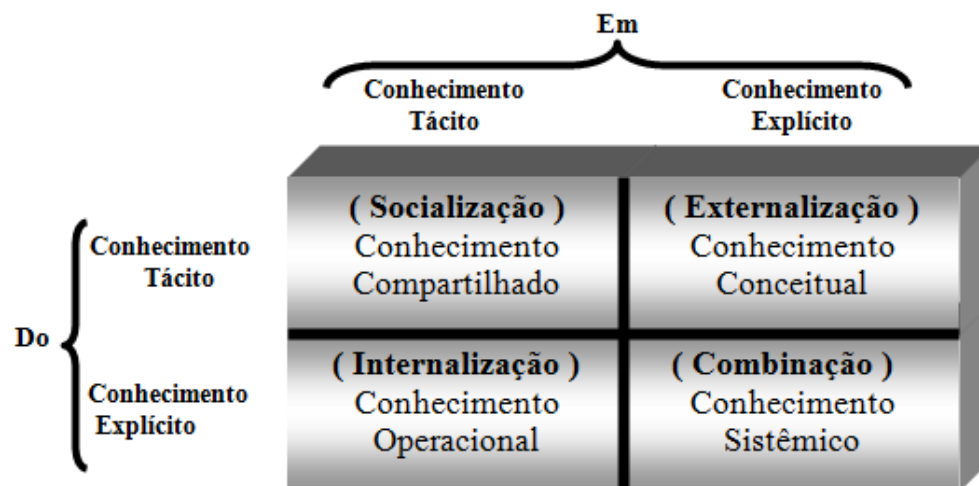 Em
Conhecimento
Tácito
Conhecimento
Explícito
Do
Conhecimento
Tácito
( Socialização )
Conhecimento
Compartilhado
( Externalização )
Conhecimento
Conceitual
Conhecimento
Explícito
( Internalização )
Conhecimento
Operacional
( Combinação )
Conhecimento
Sistêmico